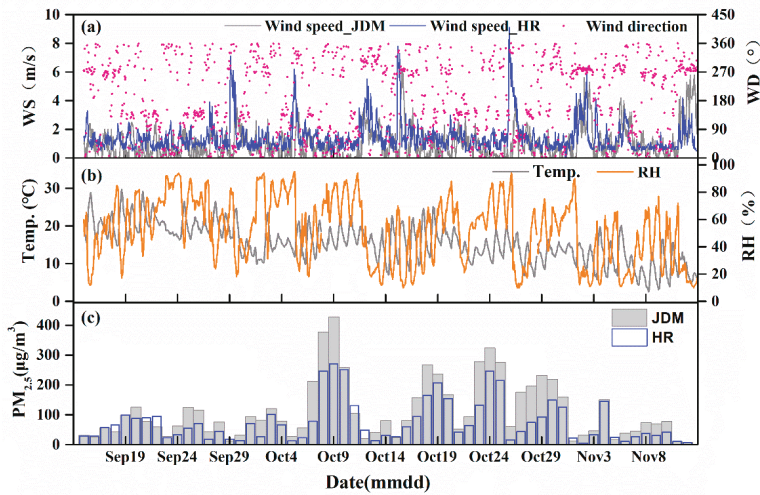 (a) Wind speed_JDM Wind speed_HR Wind direction
WS (m/s)
0 2 4 6 8 10
WD (°)
0 90 180 270 360 450
(b) Temp. RH
Temp. (℃)
0 10 20 30
RH (%)
0 20 40 60 80 100
(c) JDM
HR
PM2.5(μg/m3)
0 100 200 300 400
Sep19 Sep24 Sep29 Oct4 Oct9 Oct14 Oct19 Oct24 Oct29 Nov3 Nov8
Date(mmdd)